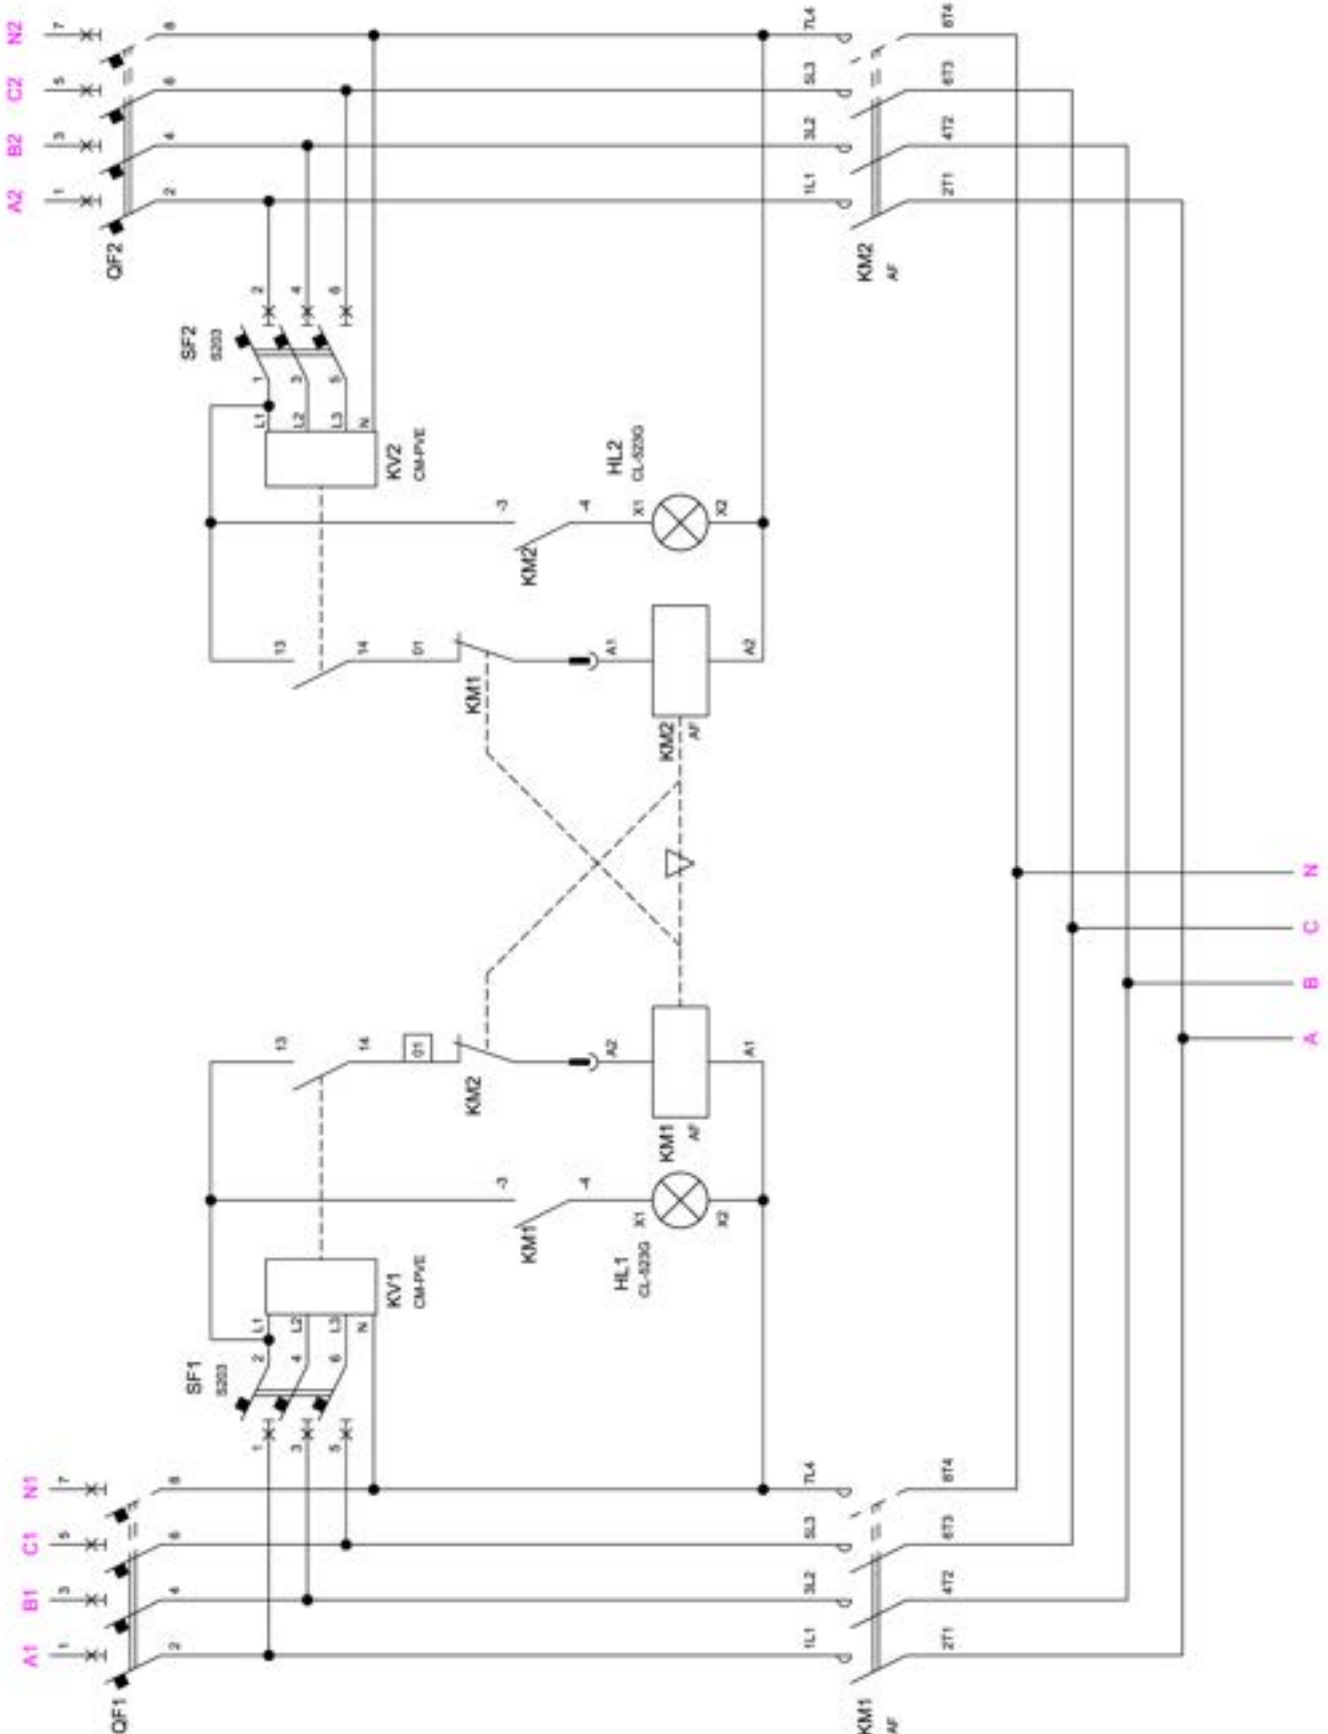 A1 B1 C1 N1 A2 B2 C2 N2
1 3 5 7 1 3 5 7
QF1 QF2
2 4 6 8 2 4 6 8
SF1 SF2
S203 S203
1 2 L1 L1 1 2
13 13
3 4 L2 L2 3 4
5 6 L3 L3 5 6
N 14 14 N
KV1 KV2
CM-PVE 01 01 CM-PVE
KM2 KM1
-3 -3
KM1 KM2
-4 -4
HL1 A2 A1 HL2
CL-523G X1 X1 CL-523G
KM1 KM2
AF AF
X2 A1 A2 X2
1L1 3L2 5L3 7L4 1L1 3L2 5L3 7L4
KM1 KM2
AF AF
2T1 4T2 6T3 8T4 2T1 4T2 6T3 8T4
A B C N